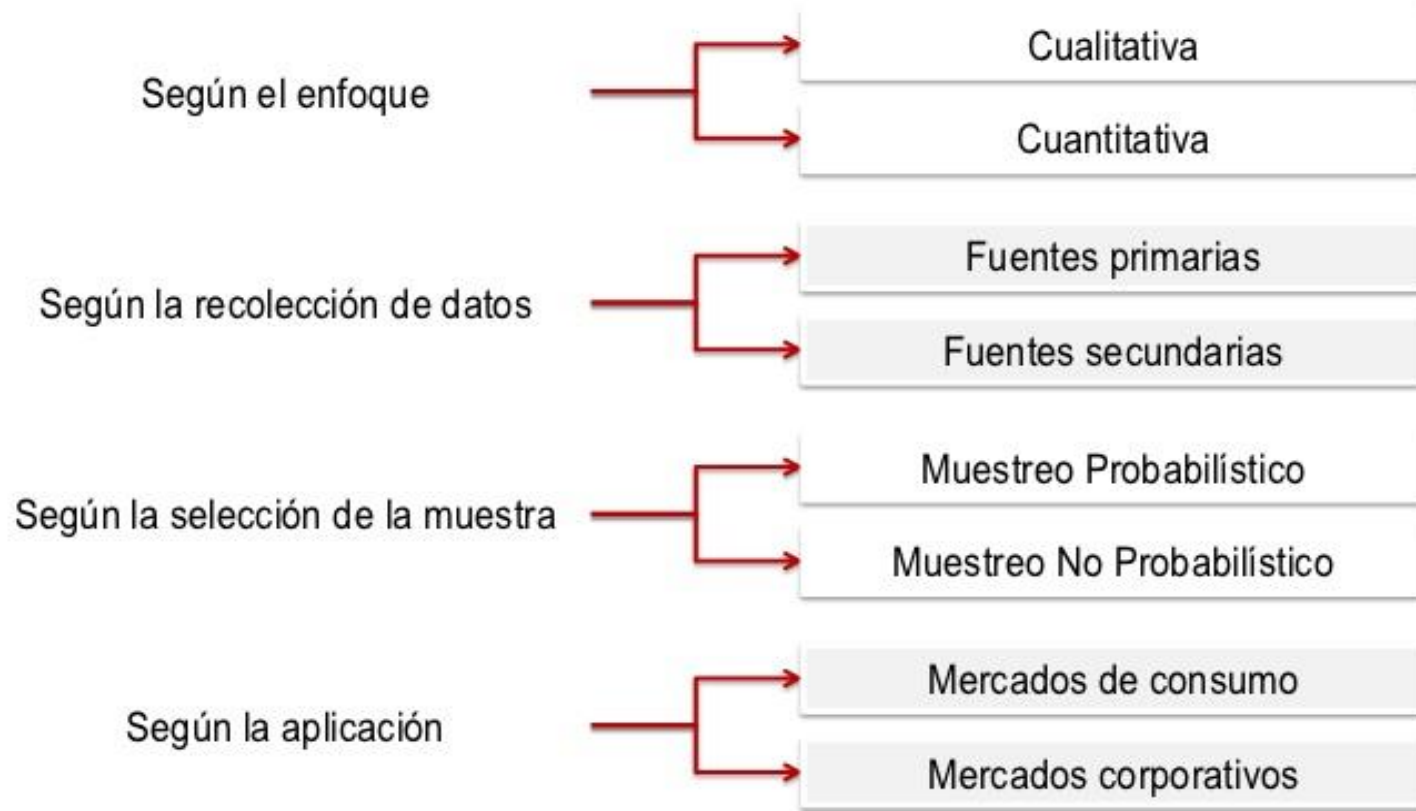 Según el enfoque
Cualitativa
Cuantitativa
Según la recolección de datos
Fuentes primarias
Fuentes secundarias
Según la selección de la muestra
Muestreo Probabilístico
Muestreo No Probabilístico
Según la aplicación
Mercados de consumo
Mercados corporativos